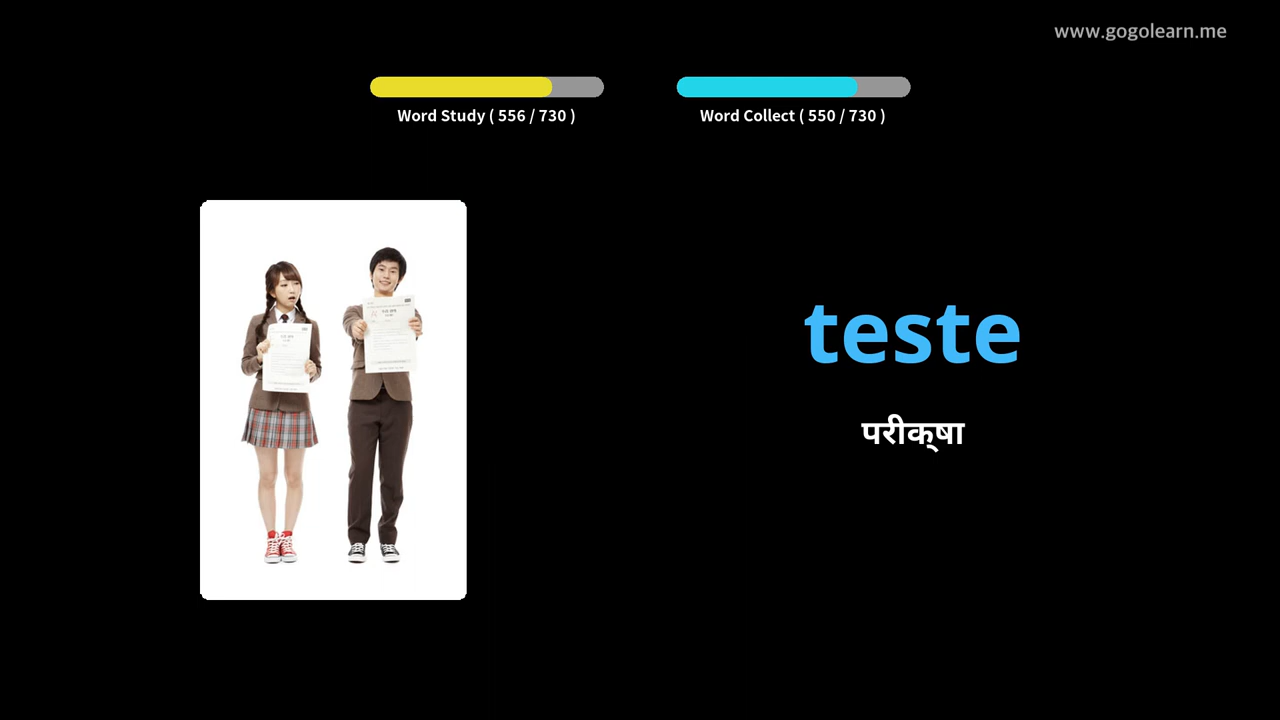 www.gogolearn.me
Word Study ( 556 / 730 )
Word Collect ( 550 / 730 )
teste
परीक्षा